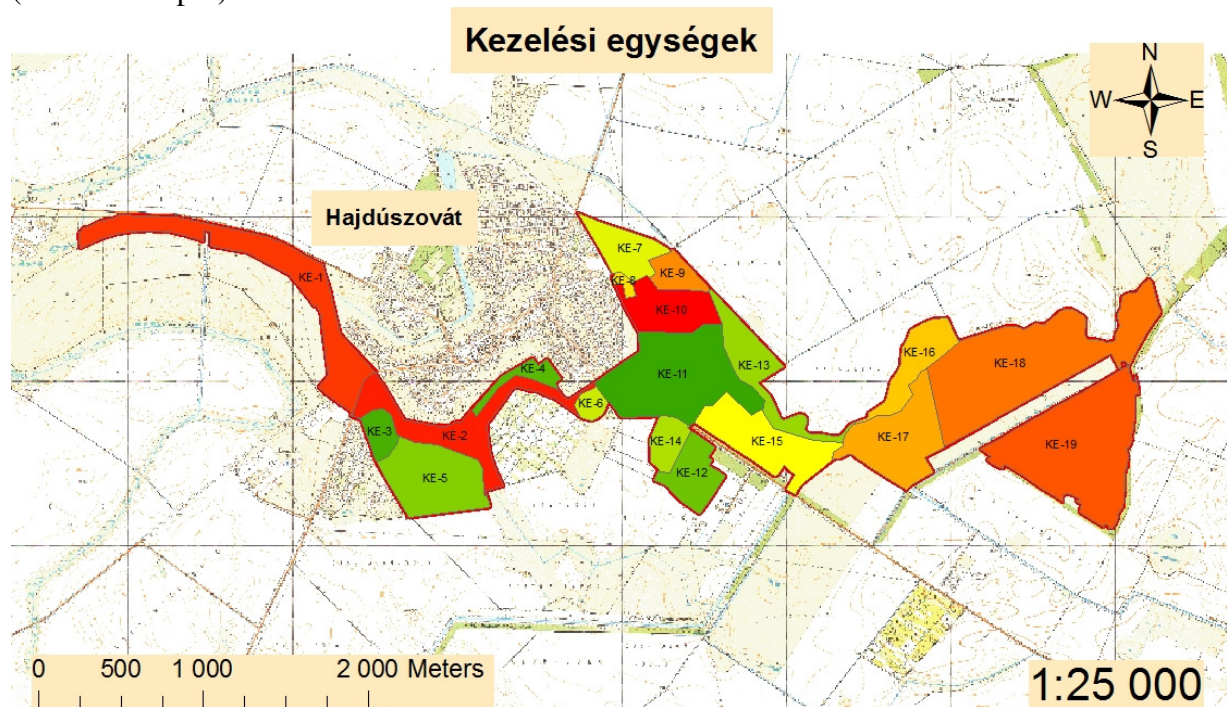 Kezelési egységek
N
W E
S
Hajdúszovát
KE-1
KE-7
KE-8
KE-9
KE-10
KE-4
KE-11
KE-13
KE-16
KE-18
KE-6
KE-3
KE-2
KE-14
KE-15
KE-17
KE-19
KE-12
KE-5
0 500 1 000 2 000 Meters
1:25 000